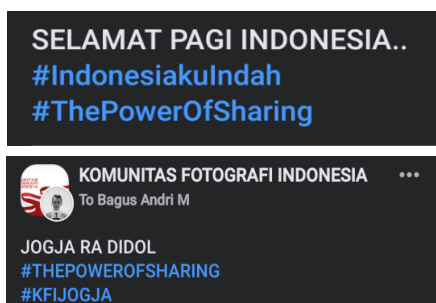 SELAMAT PAGI INDONESIA..
#IndonesiakuIndah
#ThePowerOfSharing
KOMUNITAS FOTOGRAFI INDONESIA
To Bagus Andri M
JOGJA RA DIDOL
#THEPOWEROFSHARING
#KFIJOGJA